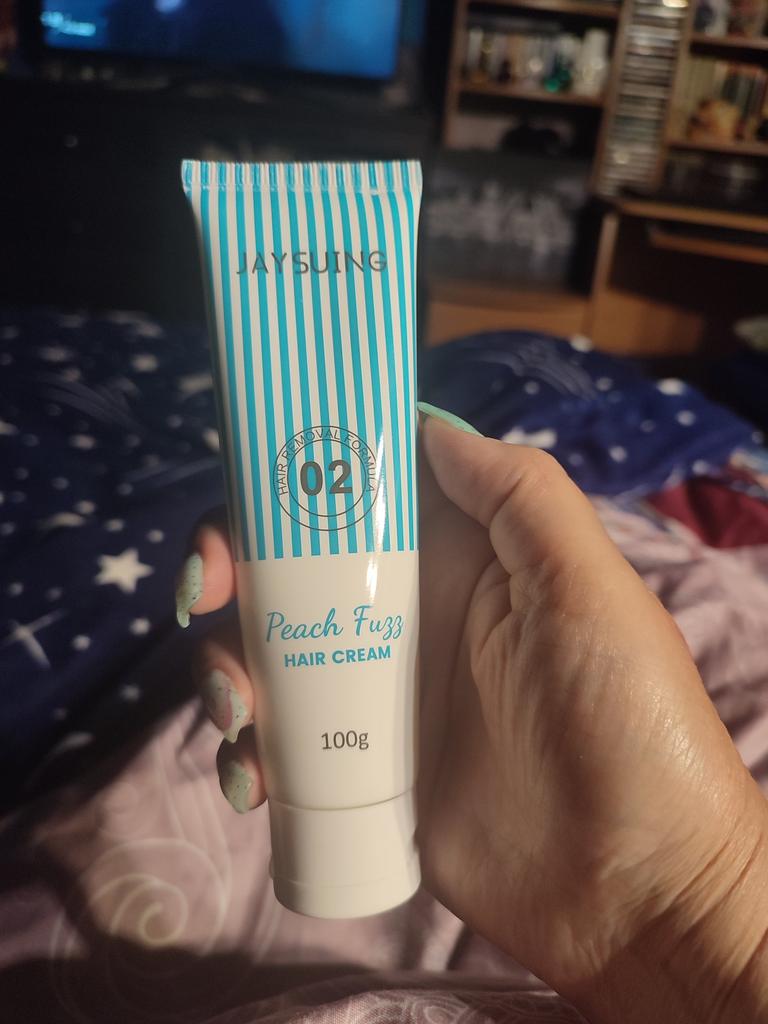 JAYSUING
HAIR REMOVAL FORMULA
02
Peach Fuzz
HAIR CREAM
100g